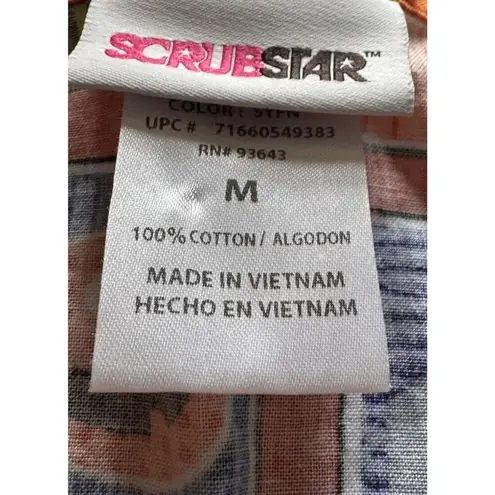 SCRUBSTAR™
COLOR: SYFN
UPC # 71660549383
RN# 93643
M
100% COTTON / ALGODON
MADE IN VIETNAM
HECHO EN VIETNAM